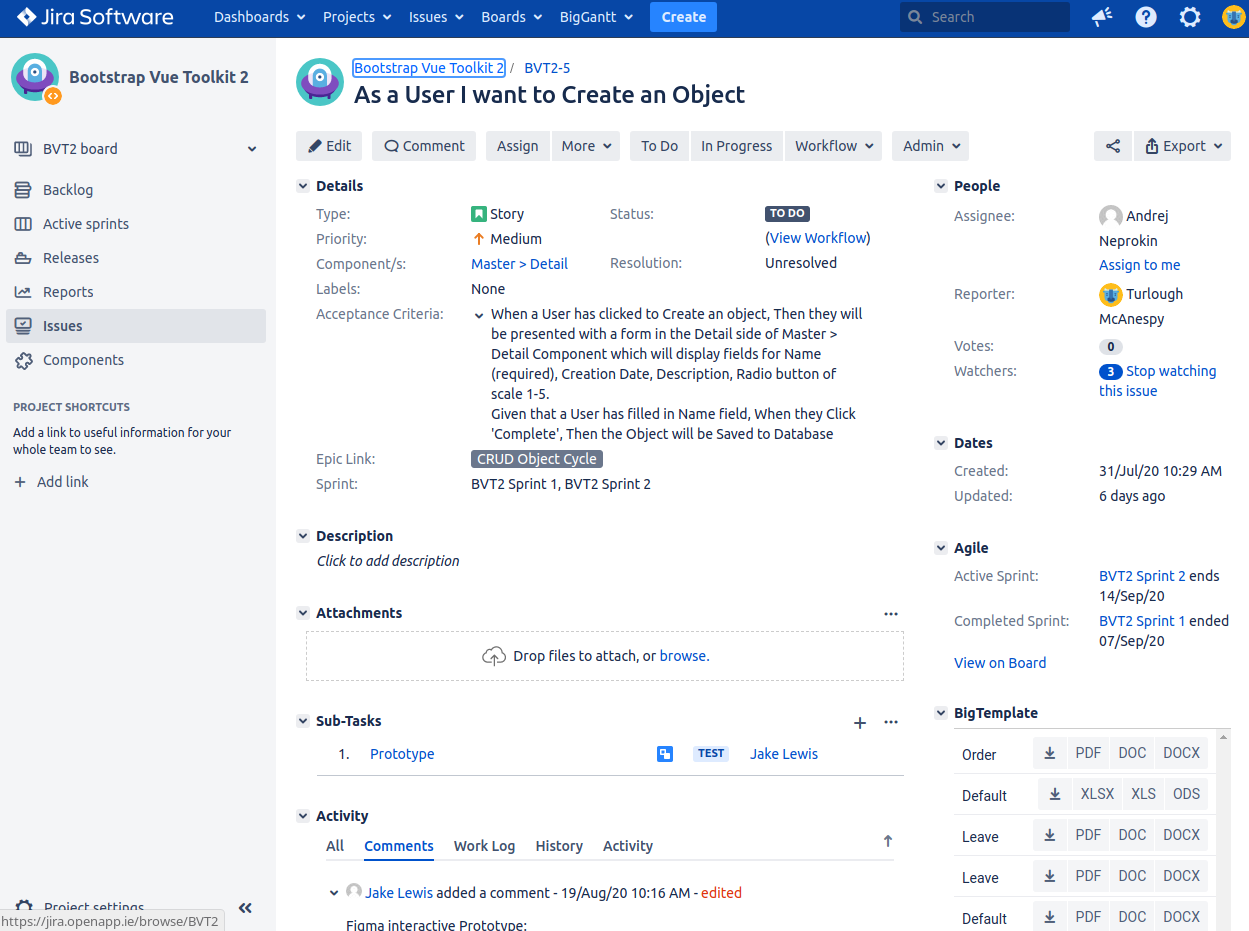 Jira Software Dashboards Projects Issues Boards BigGantt Create Search
Bootstrap Vue Toolkit 2
BVT2 board
Backlog
Active sprints
Releases
Reports
Issues
Components
PROJECT SHORTCUTS
Add a link to useful information for your
whole team to see.
+ Add link
Project settings
https://jira.openapp.ie/browse/BVT2
Bootstrap Vue Toolkit 2 / BVT2-5
As a User I want to Create an Object
Edit Comment Assign More To Do In Progress Workflow Admin Export
Details
Type: Story
Status: TO DO
(View Workflow)
Priority: Medium
Component/s: Master > Detail
Resolution: Unresolved
Labels: None
Acceptance Criteria: When a User has clicked to Create an object, Then they will
be presented with a form in the Detail side of Master >
Detail Component which will display fields for Name
(required), Creation Date, Description, Radio button of
scale 1-5.
Given that a User has filled in Name field, When they Click
'Complete', Then the Object will be Saved to Database
Epic Link: CRUD Object Cycle
Sprint: BVT2 Sprint 1, BVT2 Sprint 2
Description
Click to add description
Attachments
Drop files to attach, or browse.
Sub-Tasks
1. Prototype TEST Jake Lewis
Activity
All Comments Work Log History Activity
Jake Lewis added a comment - 19/Aug/20 10:16 AM - edited
Figma interactive Prototype:
People
Assignee: Andrej
Neprokin
Assign to me
Reporter: Turlough
McAnespy
Votes: 0
Watchers: 3 Stop watching
this issue
Dates
Created: 31/Jul/20 10:29 AM
Updated: 6 days ago
Agile
Active Sprint: BVT2 Sprint 2 ends
14/Sep/20
Completed Sprint: BVT2 Sprint 1 ended
07/Sep/20
View on Board
BigTemplate
Order PDF DOC DOCX
Default XLSX XLS ODS
Leave PDF DOC DOCX
Leave PDF DOC DOCX
Default PDF DOC DOCX